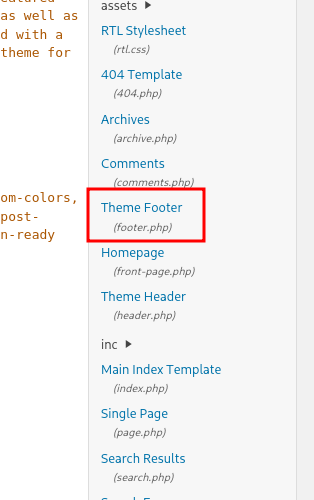 assets ▶
as well as
d with a
theme for
RTL Stylesheet
(rtl.css)
404 Template
(404.php)
Archives
(archive.php)
Comments
(comments.php)
om-colors,
post-
n-ready
Theme Footer
(footer.php)
Homepage
(front-page.php)
Theme Header
(header.php)
inc ▶
Main Index Template
(index.php)
Single Page
(page.php)
Search Results
(search.php)